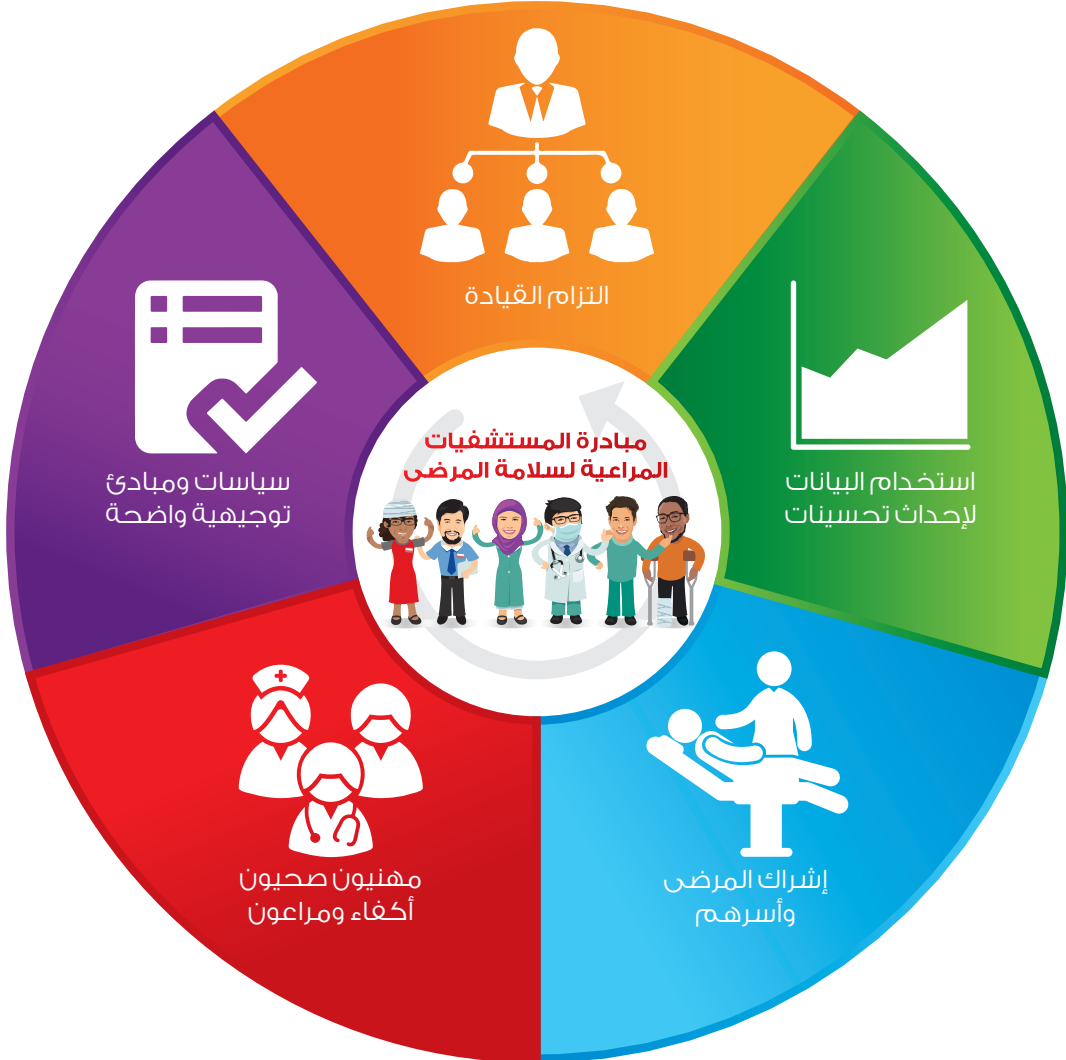 التزام القيادة
استخدام البيانات
لإحداث تحسينات
إشراك المرضى
وأسرهم
مهنيون صحيون
أكفاء ومراعون
سياسات ومبادئ
توجيهية واضحة
مبادرة المستشفيات
المراعية لسلامة المرضى